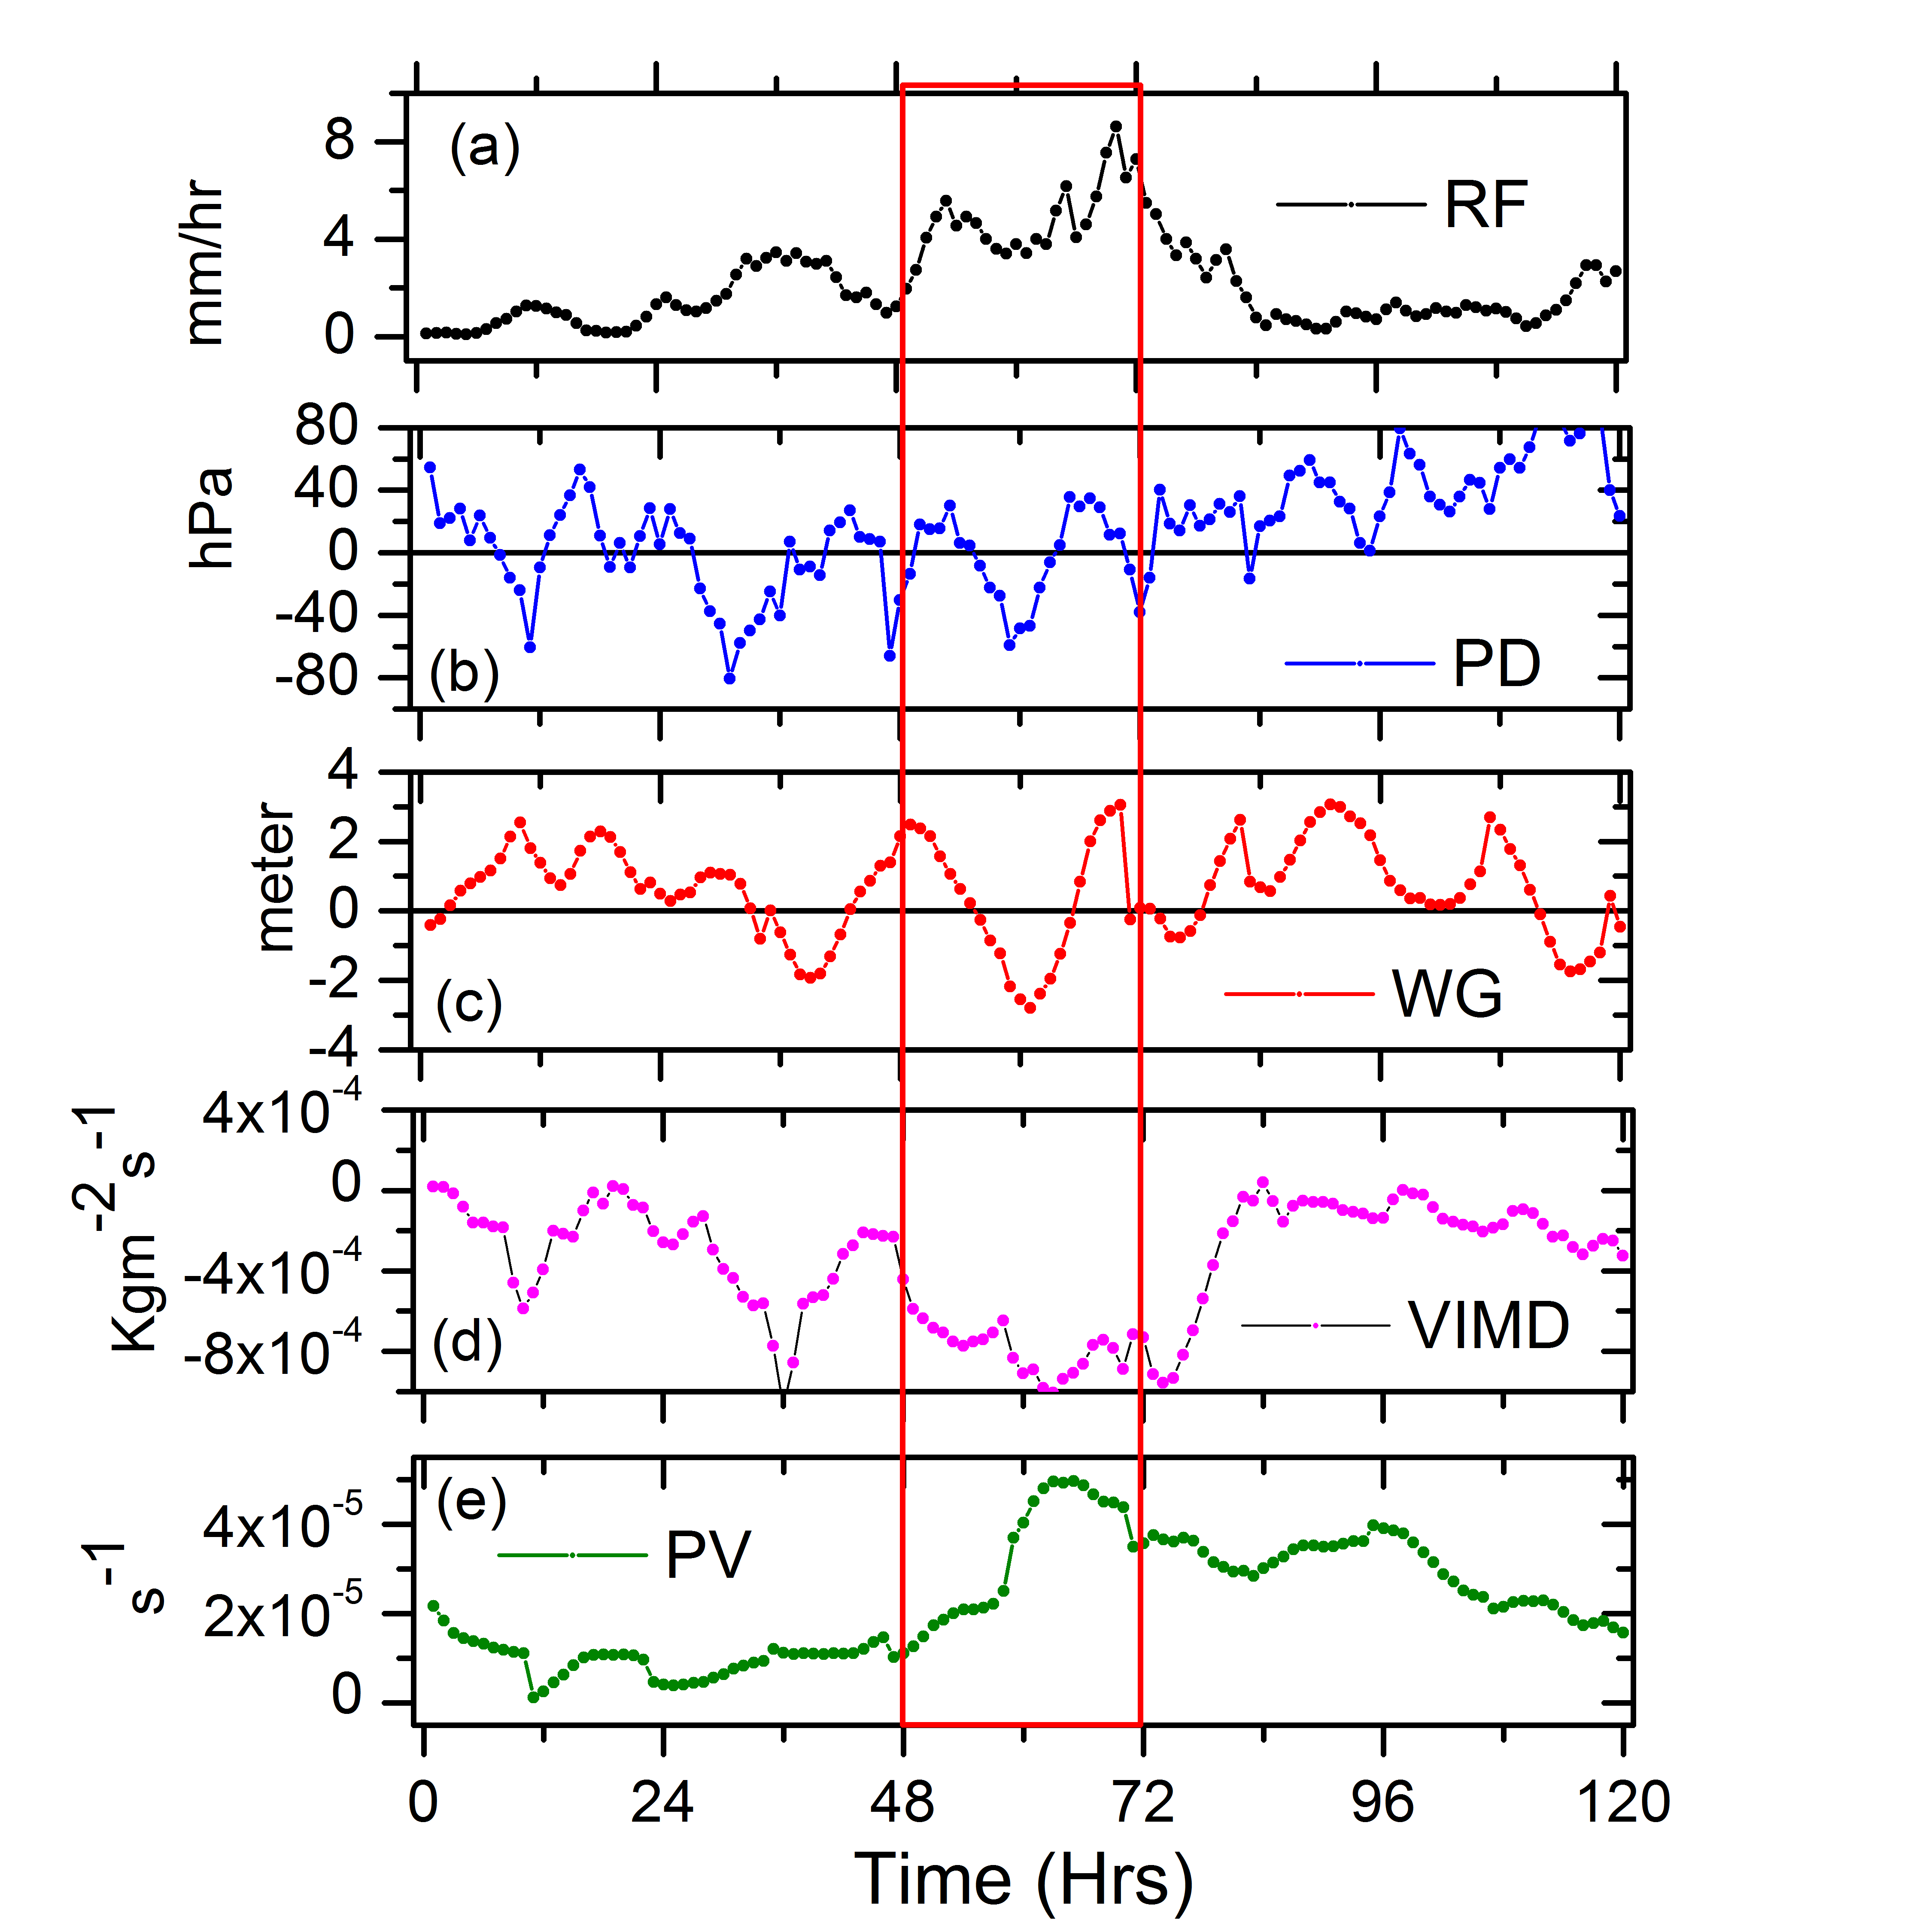 (a)
RF
8
4
0
mm/hr
80
40
0
-40
-80
hPa
(b)
PD
4
2
0
-2
-4
meter
(c)
WG
4x10⁻⁴
0
-4x10⁻⁴
-8x10⁻⁴
Kgm⁻²s⁻¹
(d)
VIMD
(e)
PV
4x10⁻⁵
2x10⁻⁵
0
s⁻¹
0 24 48 72 96 120
Time (Hrs)